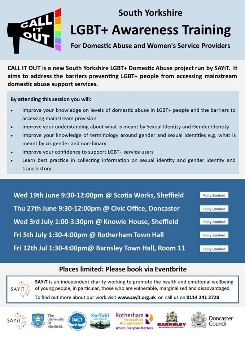 CALL IT OUT
South Yorkshire
LGBT+ Awareness Training
For Domestic Abuse and Women's Service Providers
CALL IT OUT is a new South Yorkshire LGBT+ Domestic Abuse project run by SAYiT. It
aims to address the barriers preventing LGBT+ people from accessing mainstream
domestic abuse support services.
By attending this session you will:
Improve your knowledge on levels of domestic abuse in LGBT+ people and the barriers to
accessing mainstream provision
Improve your understanding about what is meant by Sexual Identity and Gender Identity
Improve your knowledge of terminology around gender and sexual identities e.g. what is
meant by cis gender and non-binary
Improve your confidence to support LGBT+ service users
Learn best practice in collecting information on sexual identity and gender identity and
trans history
Wed 19th June 9:30-12:00pm @ Scotia Works, Sheffield
Fully Booked
Thu 27th June 9:30-12:00pm @ Civic Office, Doncaster
Fully Booked
Wed 3rd July 1:00-3:30pm @ Knowle House, Sheffield
Fully Booked
Fri 5th July 1:30-4:00pm @ Rotherham Town Hall
Fully Booked
Fri 12th Jul 1:30-4:00pm@ Barnsley Town Hall, Room 11
Fully Booked
Places limited: Please book via Eventbrite
SAYiT
SAYiT is an independent charity working to promote the health and emotional wellbeing
of young people, in particular, those who are vulnerable, marginalised and disadvantaged.
To find out more about our work visit www.sayit.org.uk or call us on 0114 241 2728
SAYiT
The University Of Sheffield
DACT
Sheffield
Rotherham
BARNSLEY
Doncaster
Council